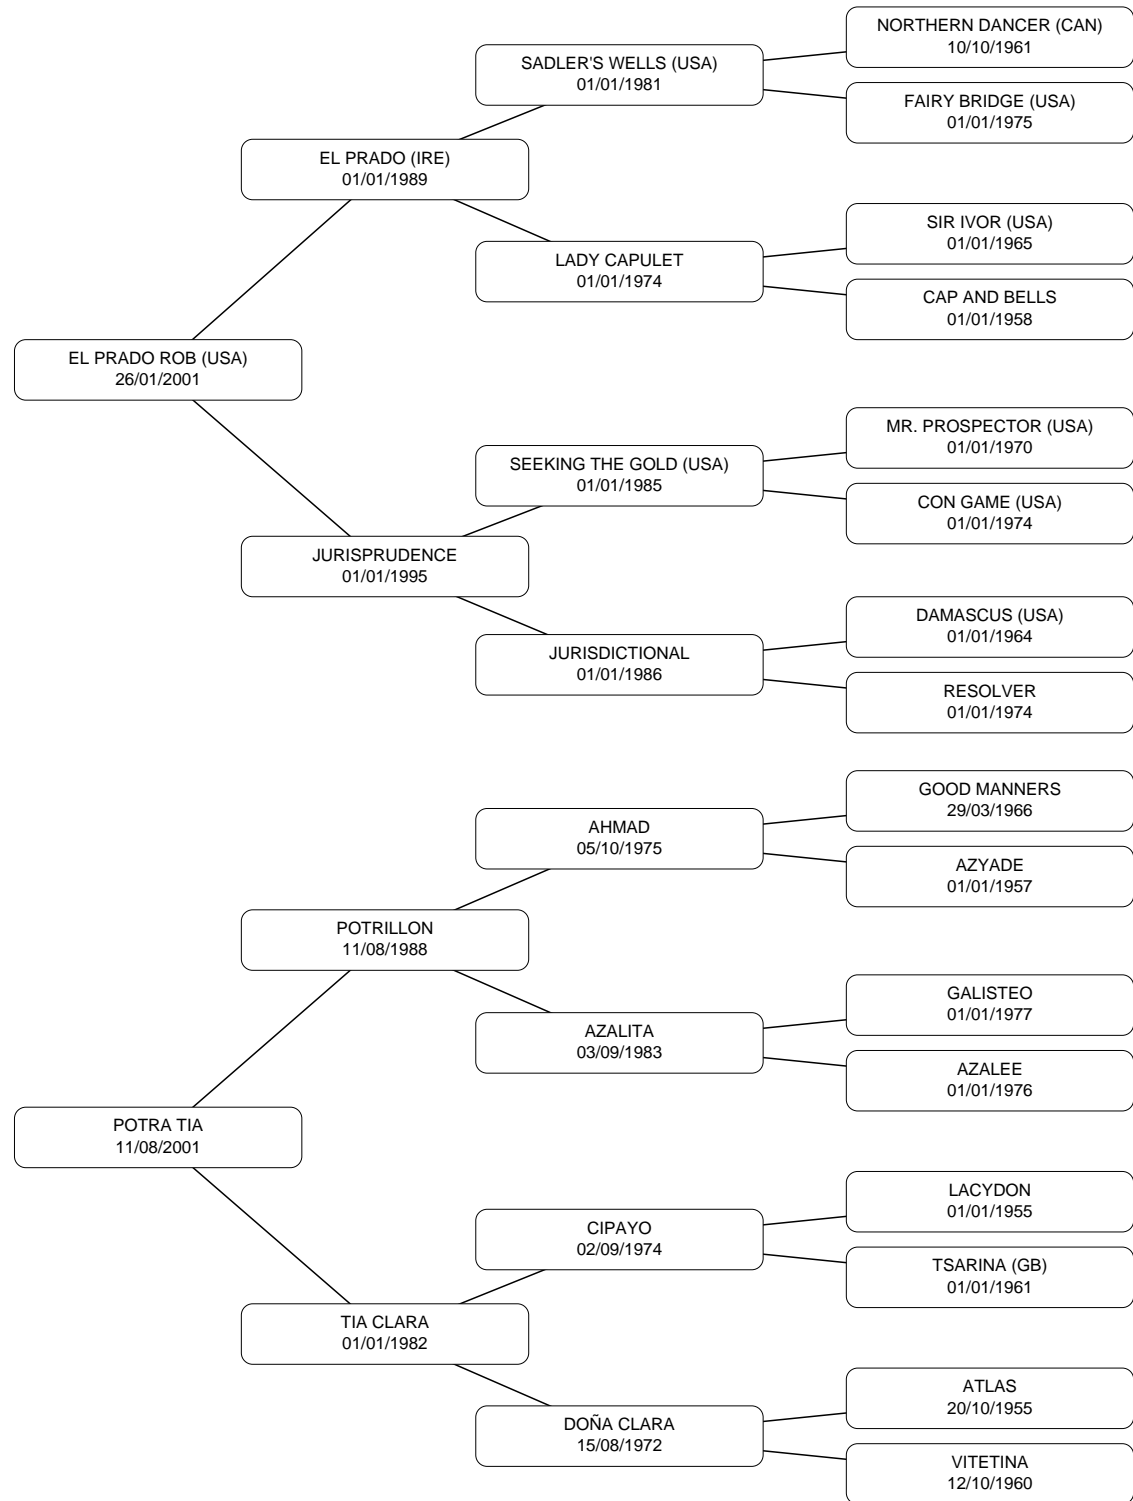 NORTHERN DANCER (CAN)
10/10/1961
SADLER'S WELLS (USA)
01/01/1981
FAIRY BRIDGE (USA)
01/01/1975
EL PRADO (IRE)
01/01/1989
SIR IVOR (USA)
01/01/1965
LADY CAPULET
01/01/1974
CAP AND BELLS
01/01/1958
EL PRADO ROB (USA)
26/01/2001
MR. PROSPECTOR (USA)
01/01/1970
SEEKING THE GOLD (USA)
01/01/1985
CON GAME (USA)
01/01/1974
JURISPRUDENCE
01/01/1995
DAMASCUS (USA)
01/01/1964
JURISDICTIONAL
01/01/1986
RESOLVER
01/01/1974
GOOD MANNERS
29/03/1966
AHMAD
05/10/1975
AZYADE
01/01/1957
POTRILLON
11/08/1988
GALISTEO
01/01/1977
AZALITA
03/09/1983
AZALEE
01/01/1976
POTRA TIA
11/08/2001
LACYDON
01/01/1955
CIPAYO
02/09/1974
TSARINA (GB)
01/01/1961
TIA CLARA
01/01/1982
ATLAS
20/10/1955
DOÑA CLARA
15/08/1972
VITETINA
12/10/1960